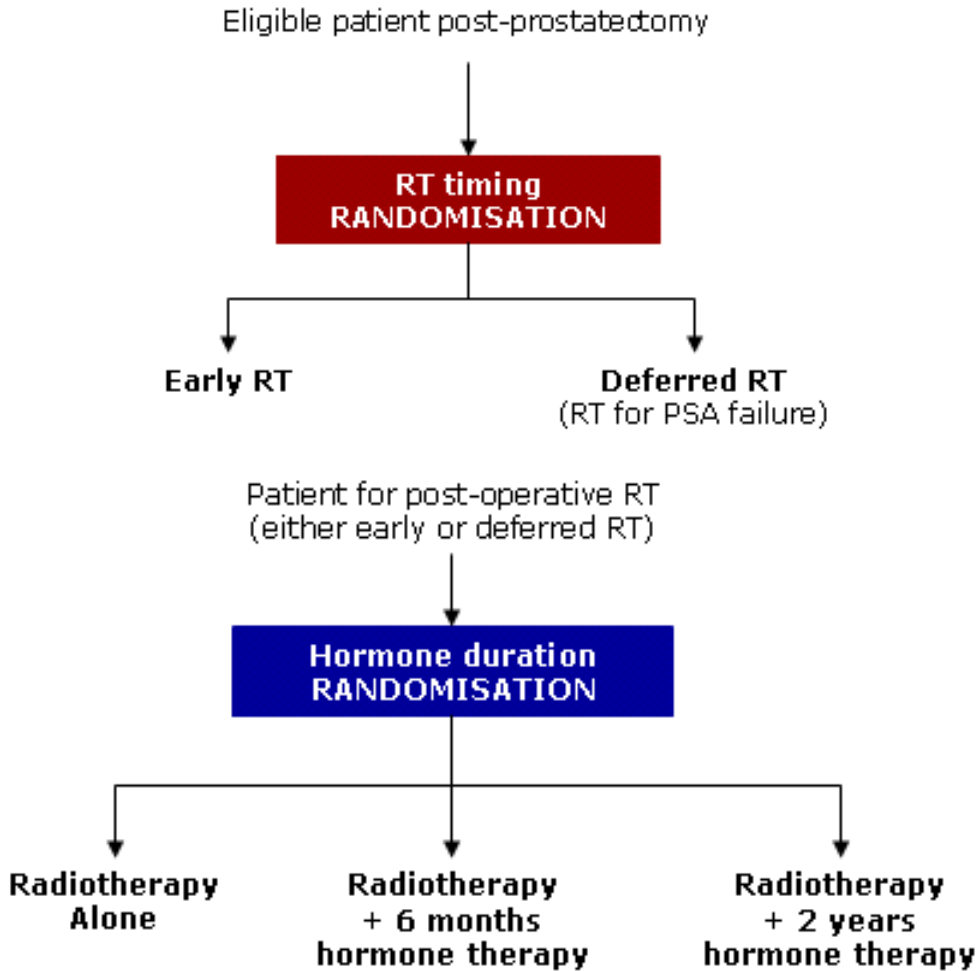 Eligible patient post-prostatectomy
RT timing
RANDOMISATION
Early RT
Deferred RT
(RT for PSA failure)
Patient for post-operative RT
(either early or deferred RT)
Hormone duration
RANDOMISATION
Radiotherapy
Alone
Radiotherapy
+ 6 months
hormone therapy
Radiotherapy
+ 2 years
hormone therapy